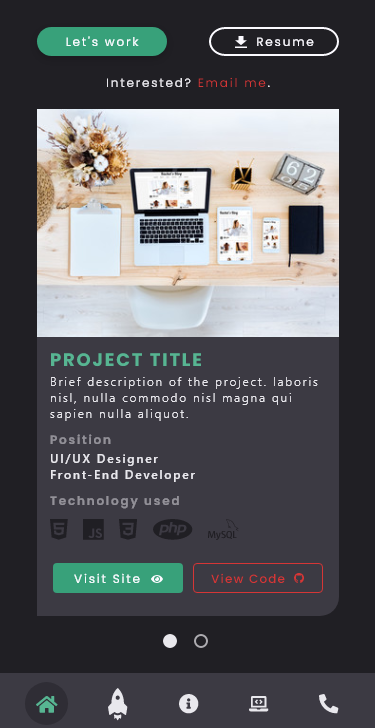 Let's work
Resume
Interested? Email me.
PROJECT TITLE
Brief description of the project. laboris
nisl, nulla commodo nisl magna qui
sapien nulla aliquot.
Position
UI/UX Designer
Front-End Developer
Technology used
5 JS 3 php MySQL
Visit Site
View Code